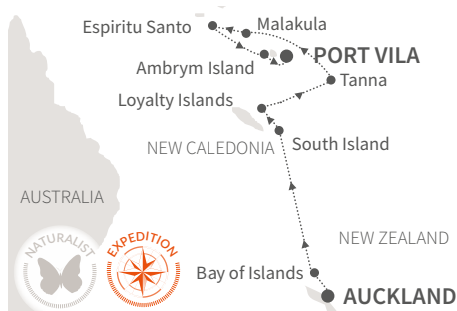 Espiritu Santo
Malakula
PORT VILA
Ambrym Island
Tanna
Loyalty Islands
NEW CALEDONIA
South Island
AUSTRALIA
NATURALIST
EXPEDITION
NEW ZEALAND
Bay of Islands
AUCKLAND